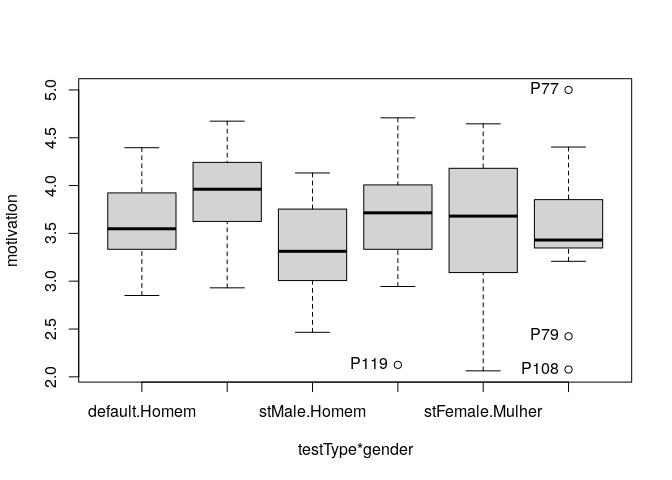 motivation
5.0
4.5
4.0
3.5
3.0
2.5
2.0
P77
P119
P79
P108
default.Homem stMale.Homem stFemale.Mulher
testType*gender